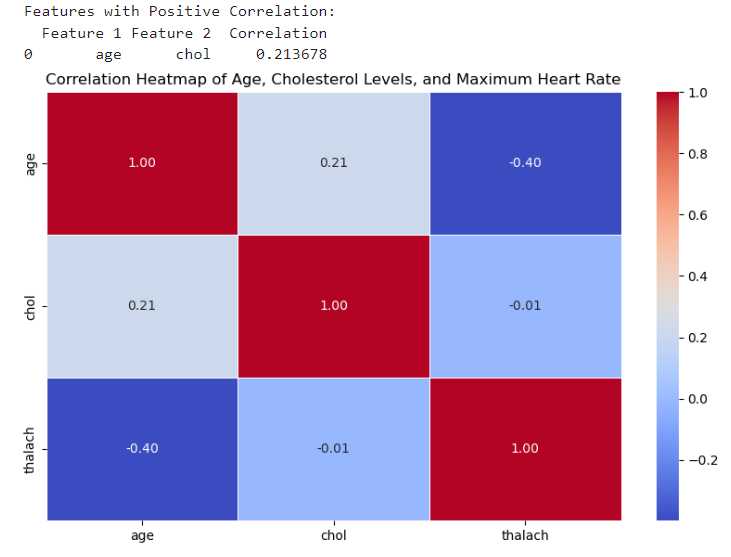 Features with Positive Correlation:
Feature 1 Feature 2 Correlation
0 age chol 0.213678
Correlation Heatmap of Age, Cholesterol Levels, and Maximum Heart Rate
age 1.00 0.21 -0.40
chol 0.21 1.00 -0.01
thalach -0.40 -0.01 1.00
age chol thalach
1.0
0.8
0.6
0.4
0.2
0.0
−0.2